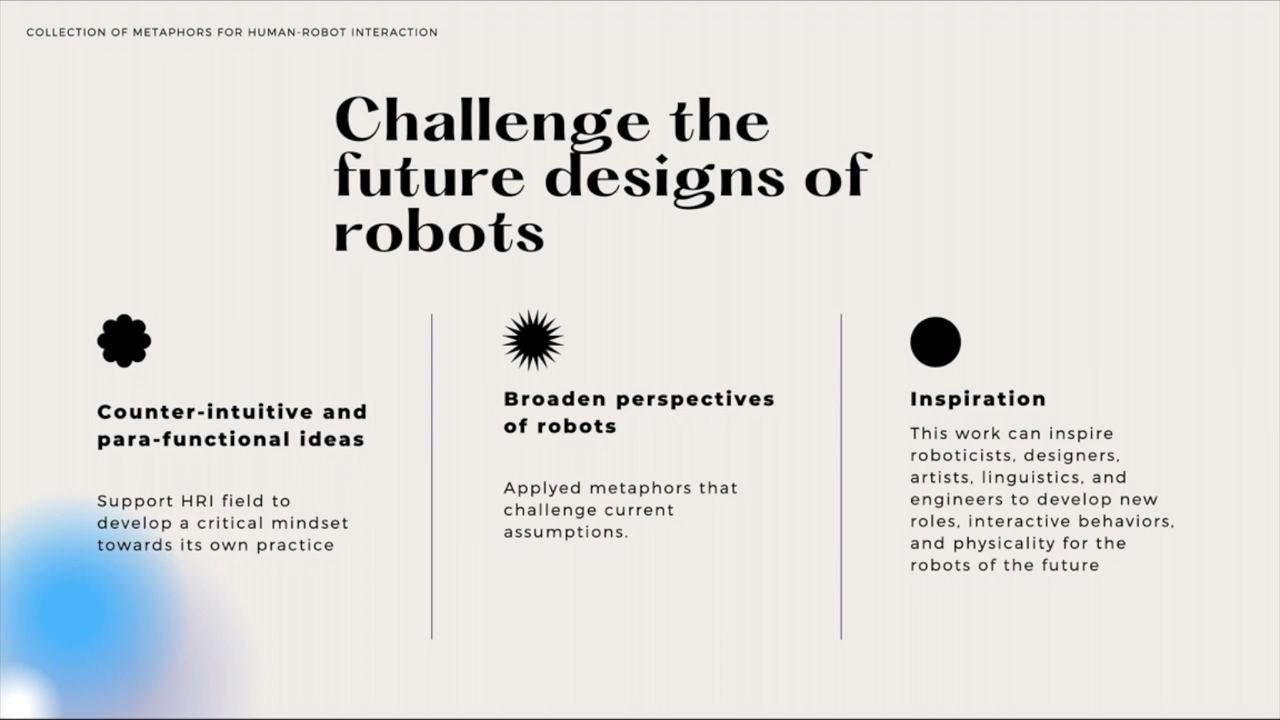 COLLECTION OF METAPHORS FOR HUMAN-ROBOT INTERACTION
Challenge the
future designs of
robots
Counter-intuitive and
para-functional ideas
Support HRI field to
develop a critical mindset
towards its own practice
Broaden perspectives
of robots
Applyed metaphors that
challenge current
assumptions.
Inspiration
This work can inspire
roboticists, designers,
artists, linguistics, and
engineers to develop new
roles, interactive behaviors,
and physicality for the
robots of the future